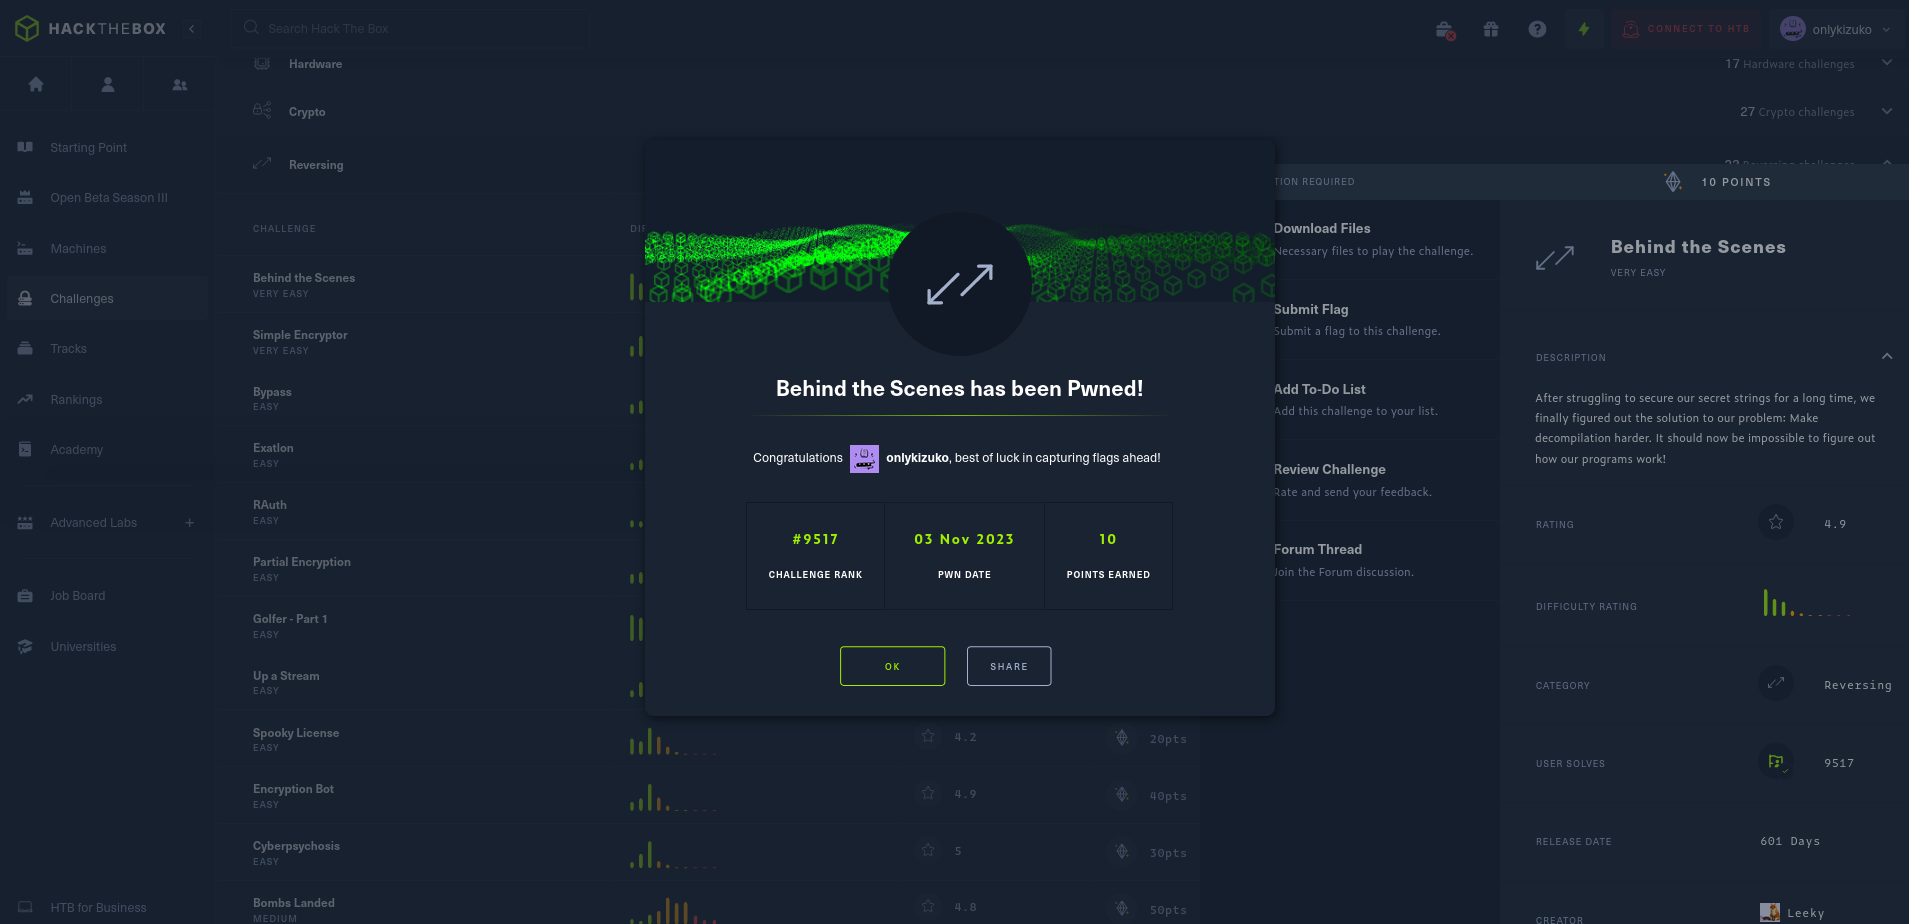 HACKTHEBOX
Search Hack The Box
CONNECT TO HTB
onlykizuko
Starting Point
Open Beta Season III
Machines
Challenges
Tracks
Rankings
Academy
Advanced Labs
Job Board
Universities
HTB for Business
Hardware
17 Hardware challenges
Crypto
27 Crypto challenges
Reversing
CHALLENGE
Behind the Scenes
VERY EASY
Simple Encryptor
VERY EASY
Bypass
EASY
Exatlon
EASY
RAuth
EASY
Partial Encryption
EASY
Golfer - Part 1
EASY
Up a Stream
EASY
Spooky License
EASY
4.2
20pts
Encryption Bot
EASY
4.9
40pts
Cyberpsychosis
EASY
5
30pts
Bombs Landed
MEDIUM
4.8
50pts
Behind the Scenes has been Pwned!
Congratulations onlykizuko, best of luck in capturing flags ahead!
#9517
CHALLENGE RANK
03 Nov 2023
PWN DATE
10
POINTS EARNED
OK
SHARE
TION REQUIRED
10 POINTS
Download Files
Necessary files to play the challenge.
Submit Flag
Submit a flag to this challenge.
Add To-Do List
Add this challenge to your list.
Review Challenge
Rate and send your feedback.
Forum Thread
Join the Forum discussion.
Behind the Scenes
VERY EASY
DESCRIPTION
After struggling to secure our secret strings for a long time, we
finally figured out the solution to our problem: Make
decompilation harder. It should now be impossible to figure out
how our programs work!
RATING
4.9
DIFFICULTY RATING
CATEGORY
Reversing
USER SOLVES
9517
RELEASE DATE
601 Days
CREATOR
Leeky